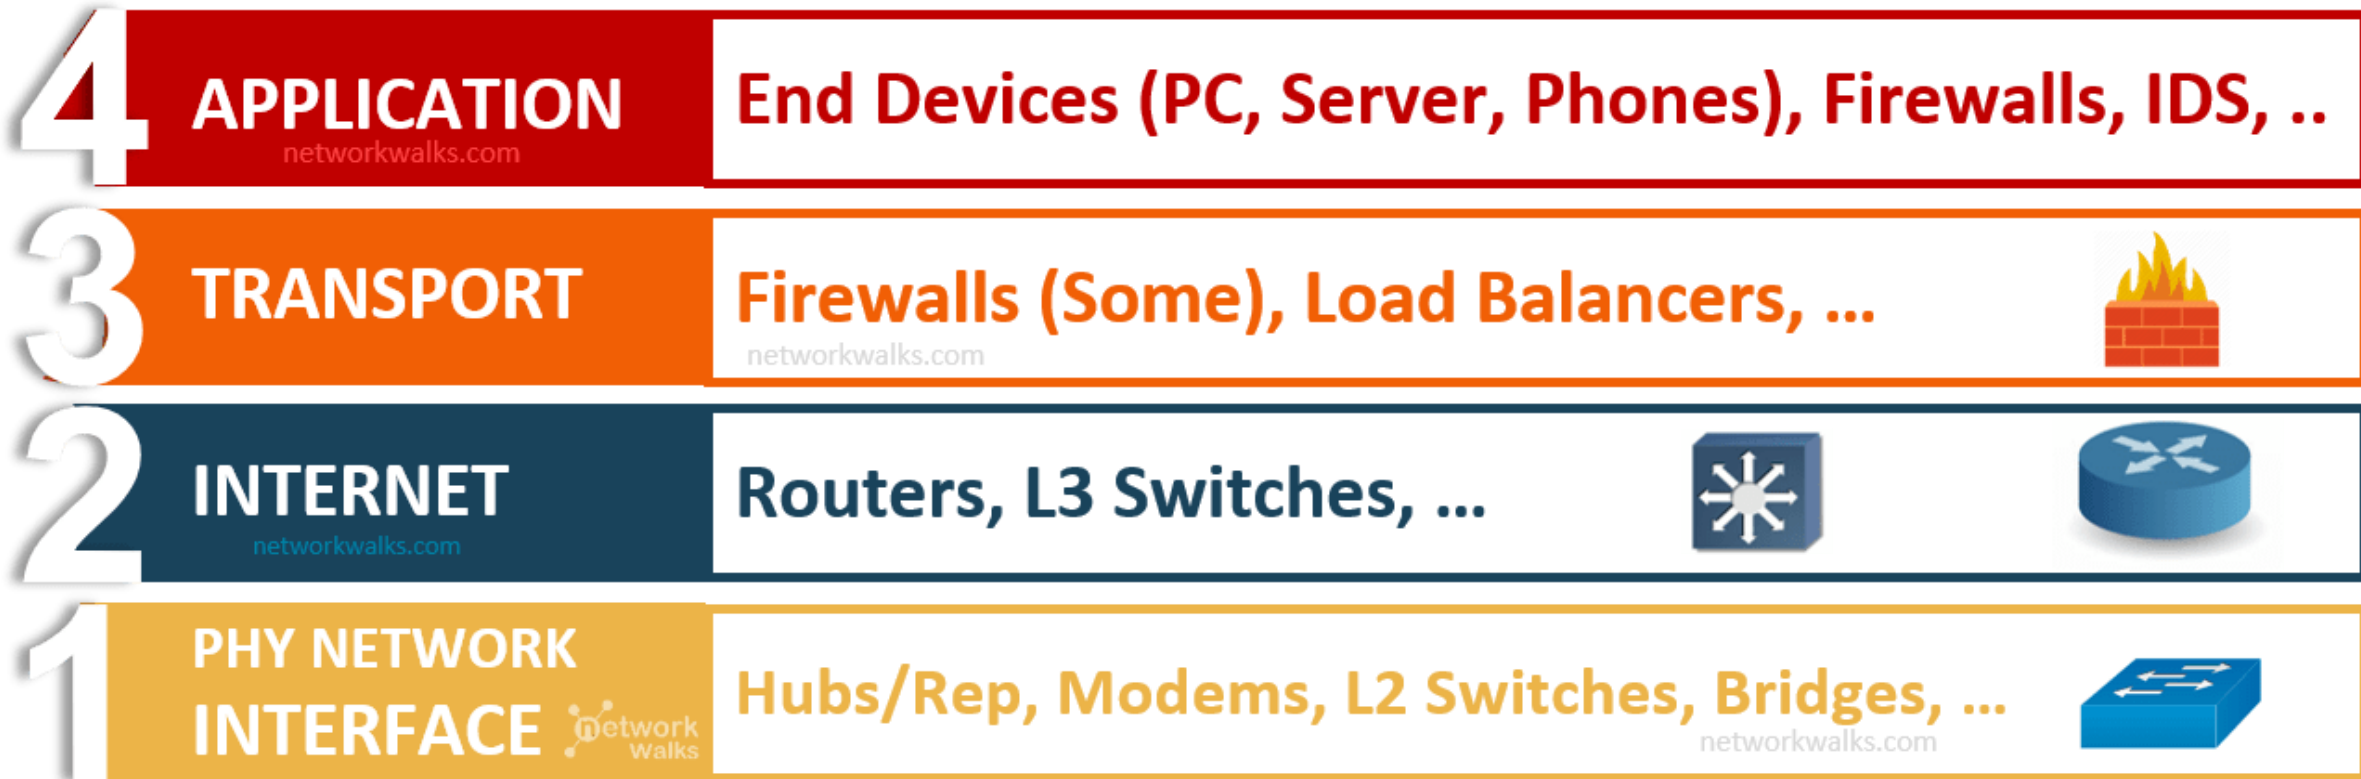 4
APPLICATION
networkwalks.com
End Devices (PC, Server, Phones), Firewalls, IDS, ..
3
TRANSPORT
Firewalls (Some), Load Balancers, ...
networkwalks.com
2
INTERNET
networkwalks.com
Routers, L3 Switches, ...
1
PHY NETWORK
INTERFACE
network
Walks
Hubs/Rep, Modems, L2 Switches, Bridges, ...
networkwalks.com